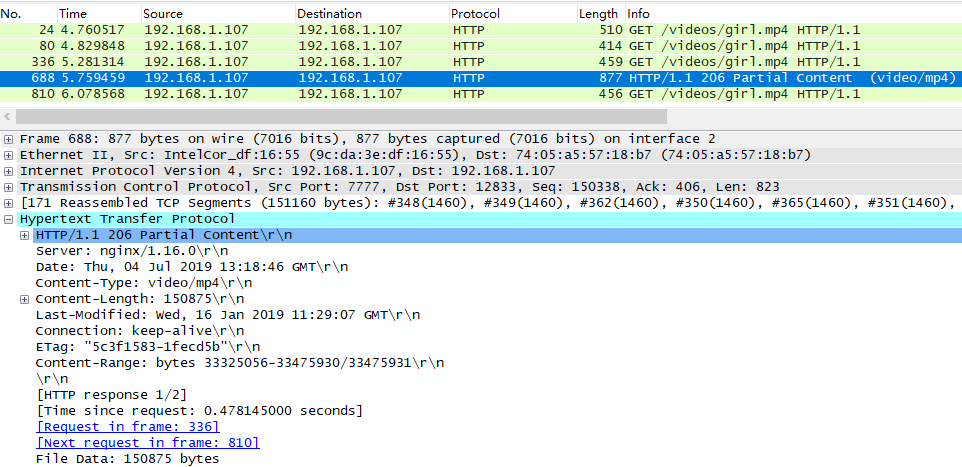 No. Time Source Destination Protocol Length Info
24 4.760517 192.168.1.107 192.168.1.107 HTTP 510 GET /videos/girl.mp4 HTTP/1.1
80 4.829848 192.168.1.107 192.168.1.107 HTTP 414 GET /videos/girl.mp4 HTTP/1.1
336 5.281314 192.168.1.107 192.168.1.107 HTTP 459 GET /videos/girl.mp4 HTTP/1.1
688 5.759459 192.168.1.107 192.168.1.107 HTTP 877 HTTP/1.1 206 Partial Content (video/mp4)
810 6.078568 192.168.1.107 192.168.1.107 HTTP 456 GET /videos/girl.mp4 HTTP/1.1
Frame 688: 877 bytes on wire (7016 bits), 877 bytes captured (7016 bits) on interface 2
Ethernet II, Src: IntelCor_df:16:55 (9c:da:3e:df:16:55), Dst: 74:05:a5:57:18:b7 (74:05:a5:57:18:b7)
Internet Protocol Version 4, Src: 192.168.1.107, Dst: 192.168.1.107
Transmission Control Protocol, Src Port: 7777, Dst Port: 12833, Seq: 150338, Ack: 406, Len: 823
[171 Reassembled TCP Segments (151160 bytes): #348(1460), #349(1460), #362(1460), #350(1460), #365(1460), #351(1460),
Hypertext Transfer Protocol
HTTP/1.1 206 Partial Content\r\n
Server: nginx/1.16.0\r\n
Date: Thu, 04 Jul 2019 13:18:46 GMT\r\n
Content-Type: video/mp4\r\n
Content-Length: 150875\r\n
Last-Modified: Wed, 16 Jan 2019 11:29:07 GMT\r\n
Connection: keep-alive\r\n
ETag: "5c3f1583-1fecd5b"\r\n
Content-Range: bytes 33325056-33475930/33475931\r\n
\r\n
[HTTP response 1/2]
[Time since request: 0.478145000 seconds]
[Request in frame: 336]
[Next request in frame: 810]
File Data: 150875 bytes